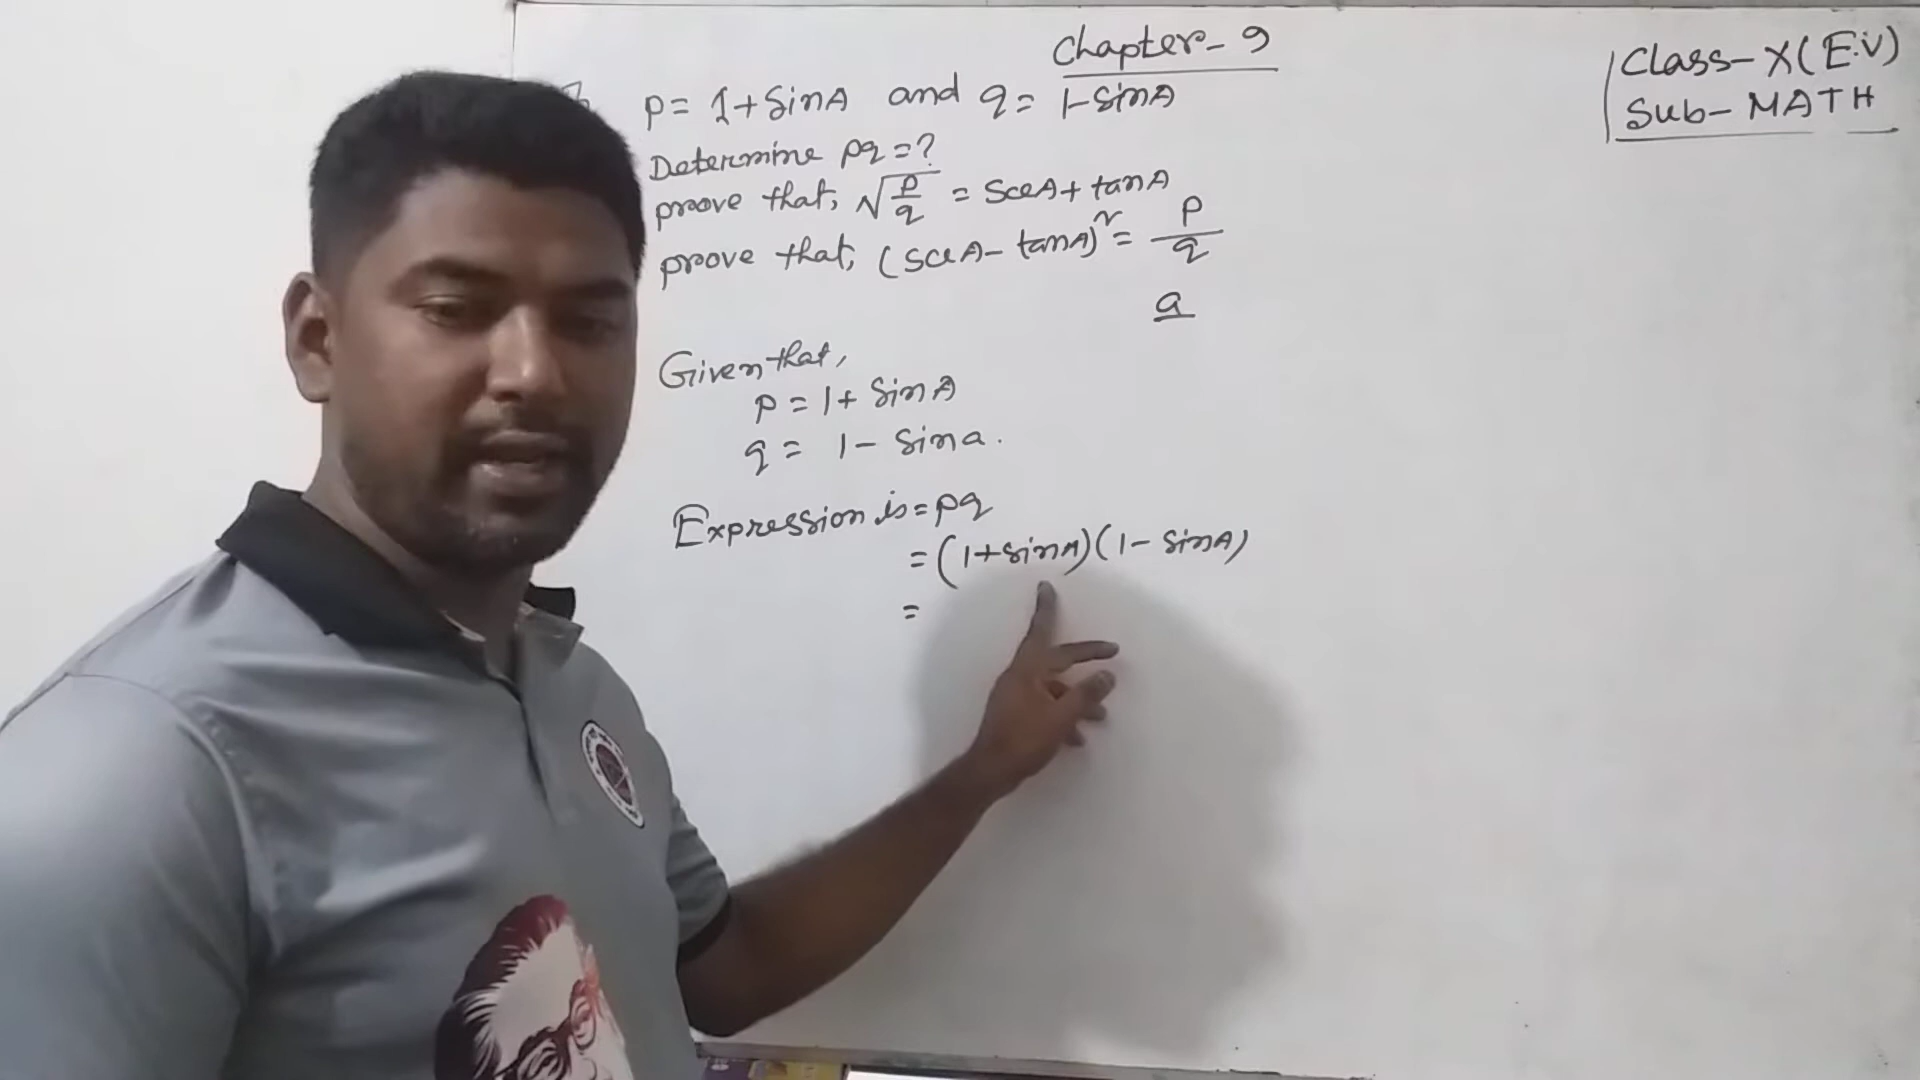 Chapter-9
Class-X(E.V)
Sub-MATH
p= 1+sinA and q= 1-sinA
Determine pq=?
prove that, √p/q = secA+tanA
prove that, (secA-tanA)² = p/q
a
Given that,
p=1+sinA
q= 1-sina.
Expression is=pq
=(1+sinA)(1-sinA)
=